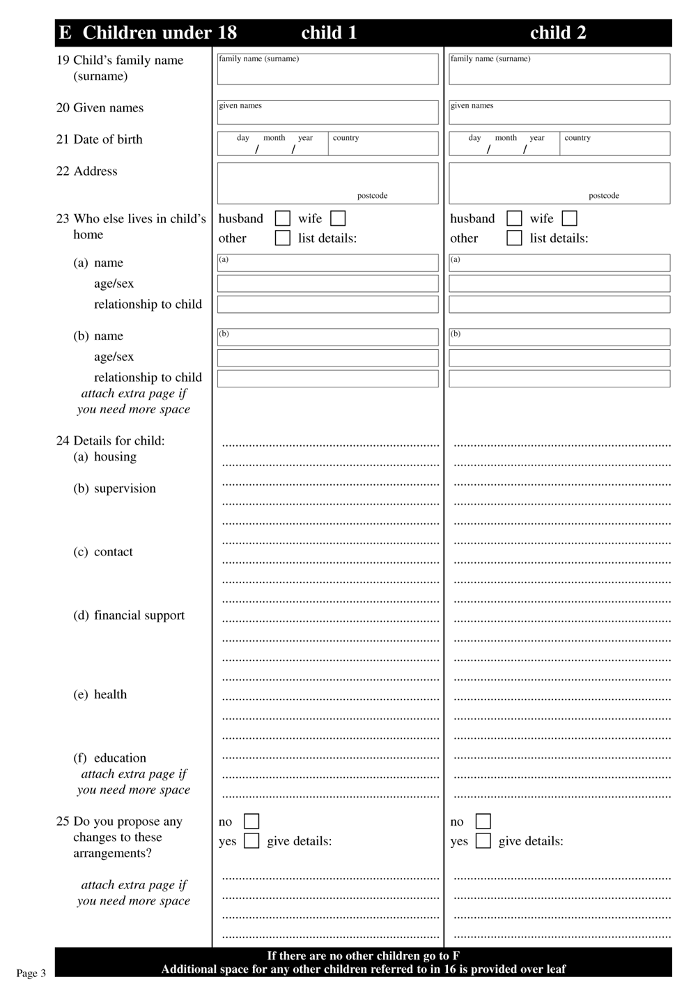 E Children under 18 child 1 child 2
19 Child's family name
(surname)
family name (surname)
family name (surname)
20 Given names
given names
given names
21 Date of birth
day month year country
/ /
day month year country
/ /
22 Address
postcode
postcode
23 Who else lives in child's
home
husband wife
other list details:
husband wife
other list details:
(a) name
(a)
(a)
age/sex
relationship to child
(b) name
(b)
(b)
age/sex
relationship to child
attach extra page if
you need more space
24 Details for child:
(a) housing
(b) supervision
(c) contact
(d) financial support
(e) health
(f) education
attach extra page if
you need more space
25 Do you propose any
changes to these
arrangements?
no
yes give details:
no
yes give details:
attach extra page if
you need more space
If there are no other children go to F
Additional space for any other children referred to in 16 is provided over leaf
Page 3